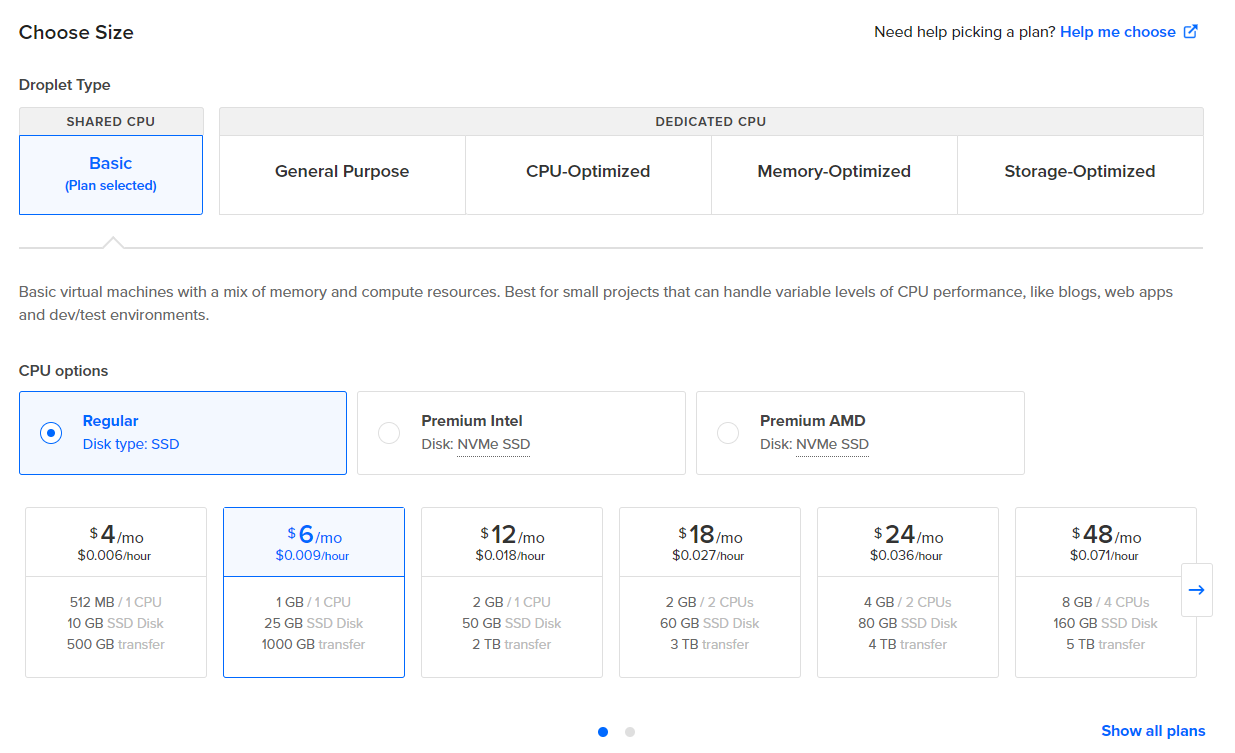 Choose Size
Need help picking a plan? Help me choose
Droplet Type
SHARED CPU
DEDICATED CPU
Basic
(Plan selected)
General Purpose
CPU-Optimized
Memory-Optimized
Storage-Optimized
Basic virtual machines with a mix of memory and compute resources. Best for small projects that can handle variable levels of CPU performance, like blogs, web apps
and dev/test environments.
CPU options
Regular
Disk type: SSD
Premium Intel
Disk: NVMe SSD
Premium AMD
Disk: NVMe SSD
$4/mo
$0.006/hour
512 MB / 1 CPU
10 GB SSD Disk
500 GB transfer
$6/mo
$0.009/hour
1 GB / 1 CPU
25 GB SSD Disk
1000 GB transfer
$12/mo
$0.018/hour
2 GB / 1 CPU
50 GB SSD Disk
2 TB transfer
$18/mo
$0.027/hour
2 GB / 2 CPUs
60 GB SSD Disk
3 TB transfer
$24/mo
$0.036/hour
4 GB / 2 CPUs
80 GB SSD Disk
4 TB transfer
$48/mo
$0.071/hour
8 GB / 4 CPUs
160 GB SSD Disk
5 TB transfer
Show all plans